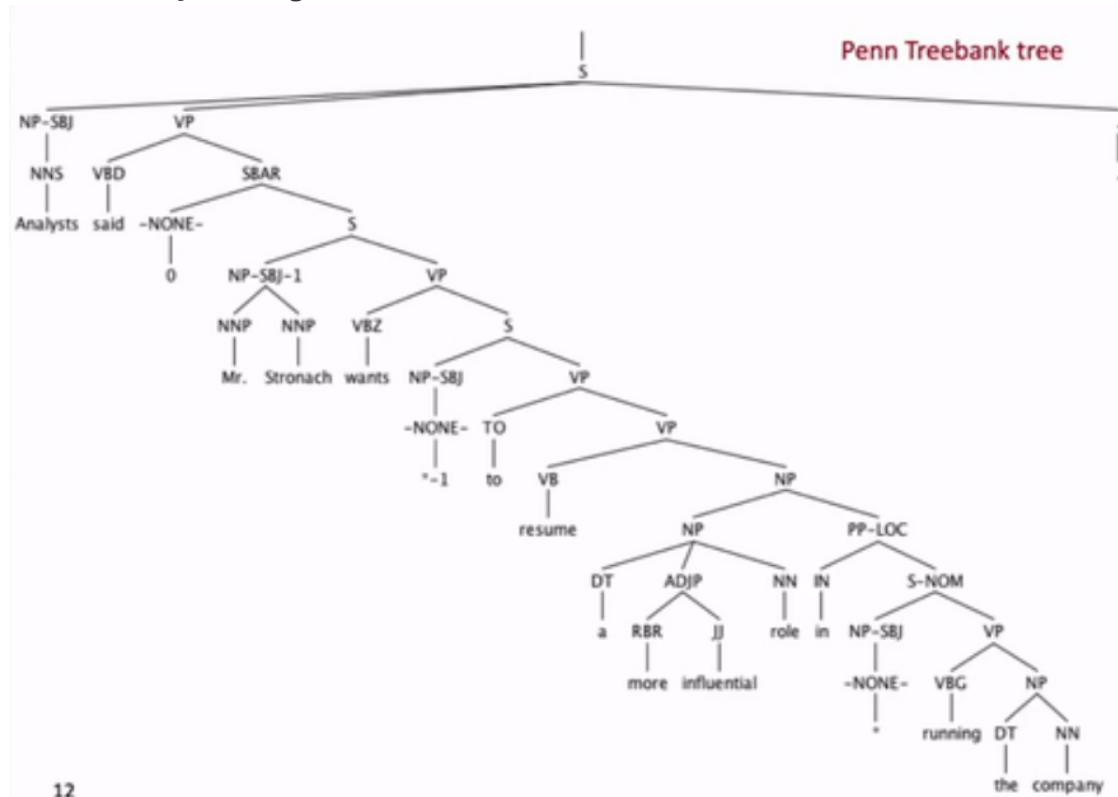 Penn Treebank tree
S
NP-SBJ VP
NNS VBD SBAR
Analysts said -NONE- S
0 NP-SBJ-1 VP
NNP NNP VBZ S
Mr. Stronach wants NP-SBJ VP
-NONE- TO VP
*-1 to VB NP
resume NP PP-LOC
DT ADJP NN IN S-NOM
a RBR JJ role in NP-SBJ VP
more influential -NONE- VBG NP
* running DT NN
the company
12